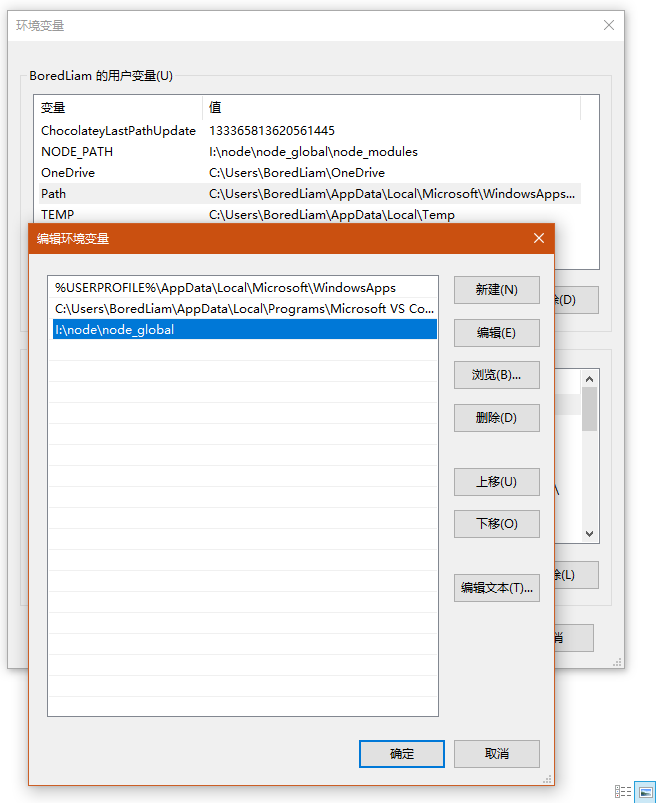 环境变量
BoredLiam 的用户变量(U)
变量 值
ChocolateyLastPathUpdate 133365813620561445
NODE_PATH I:\node\node_global\node_modules
OneDrive C:\Users\BoredLiam\OneDrive
Path C:\Users\BoredLiam\AppData\Local\Microsoft\WindowsApps...
TEMP C:\Users\BoredLiam\AppData\Local\Temp
编辑环境变量
%USERPROFILE%\AppData\Local\Microsoft\WindowsApps
C:\Users\BoredLiam\AppData\Local\Programs\Microsoft VS Co...
I:\node\node_global
新建(N)
编辑(E)
浏览(B)...
删除(D)
上移(U)
下移(O)
编辑文本(T)...
确定
取消
除(D)
\
除(L)
消